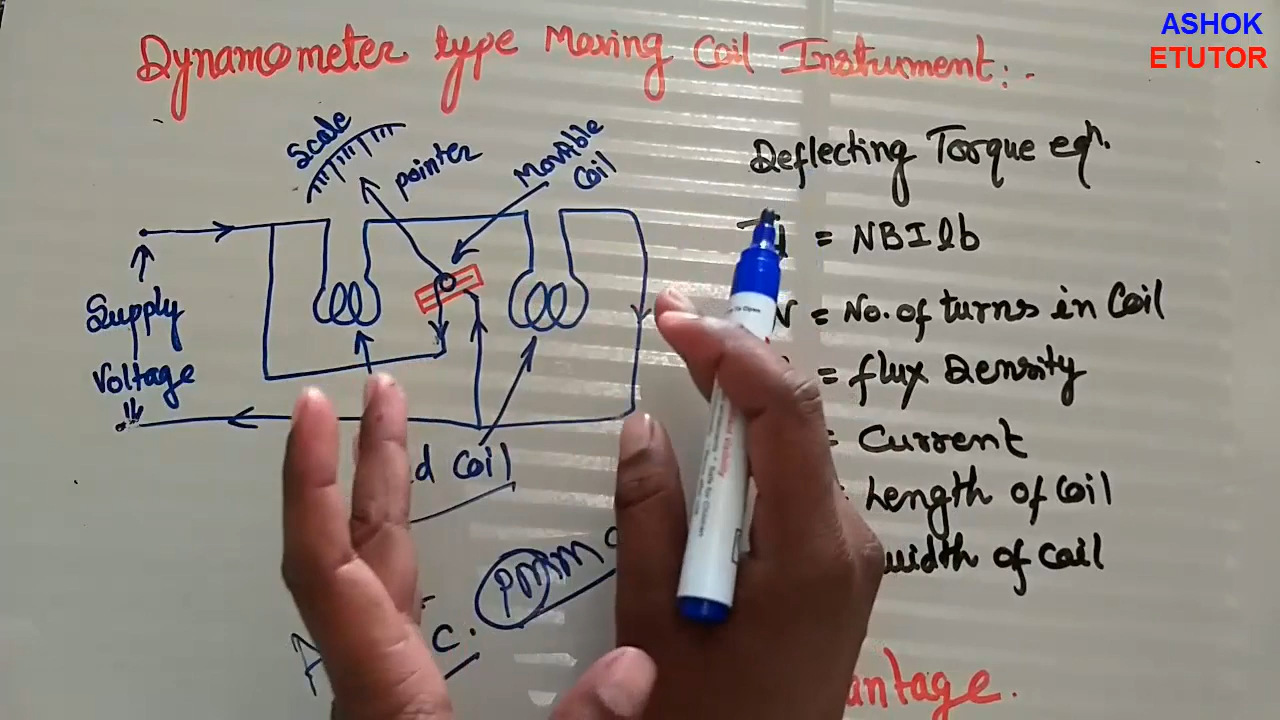 ASHOK
ETUTOR
Dynamometer type Moving Coil Instrument:-
Scale
pointer
Movable
Coil
Supply
Voltage
Coil
Deflecting Torque eqn.
= NBIlb
N = No. of turns in Coil
= flux Density
= Current
= Length of Coil
width of coil
PMMC
C.